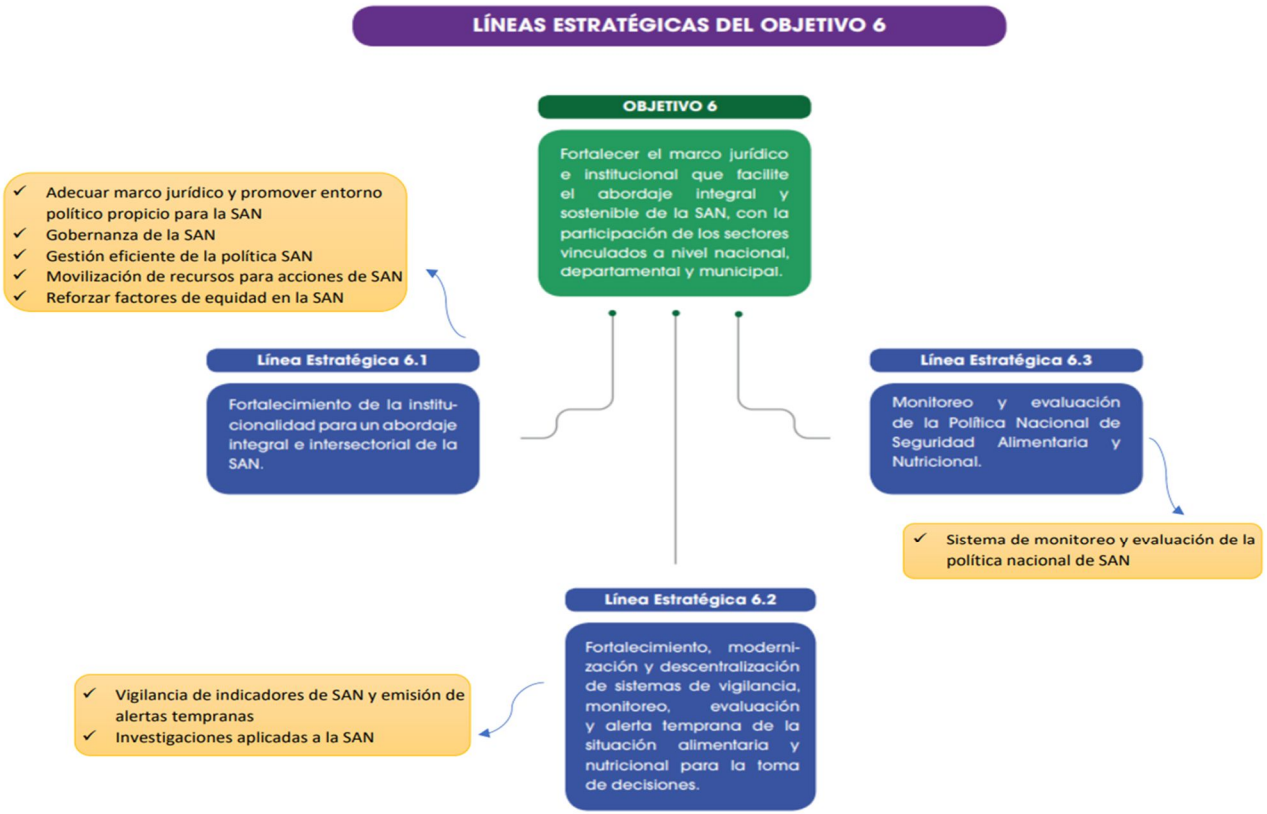 LÍNEAS ESTRATÉGICAS DEL OBJETIVO 6
OBJETIVO 6
Fortalecer el marco jurídico
e institucional que facilite
el abordaje integral y
sostenible de la SAN, con la
participación de los sectores
vinculados a nivel nacional,
departamental y municipal.
✓ Adecuar marco jurídico y promover entorno
político propicio para la SAN
✓ Gobernanza de la SAN
✓ Gestión eficiente de la política SAN
✓ Movilización de recursos para acciones de SAN
✓ Reforzar factores de equidad en la SAN
Línea Estratégica 6.1
Fortalecimiento de la institu-
cionalidad para un abordaje
integral e intersectorial de la
SAN.
Línea Estratégica 6.3
Monitoreo y evaluación
de la Política Nacional de
Seguridad Alimentaria y
Nutricional.
✓ Sistema de monitoreo y evaluación de la
política nacional de SAN
Línea Estratégica 6.2
Fortalecimiento, moderni-
zación y descentralización
de sistemas de vigilancia,
monitoreo, evaluación
y alerta temprana de la
situación alimentaria y
nutricional para la toma
de decisiones.
✓ Vigilancia de indicadores de SAN y emisión de
alertas tempranas
✓ Investigaciones aplicadas a la SAN